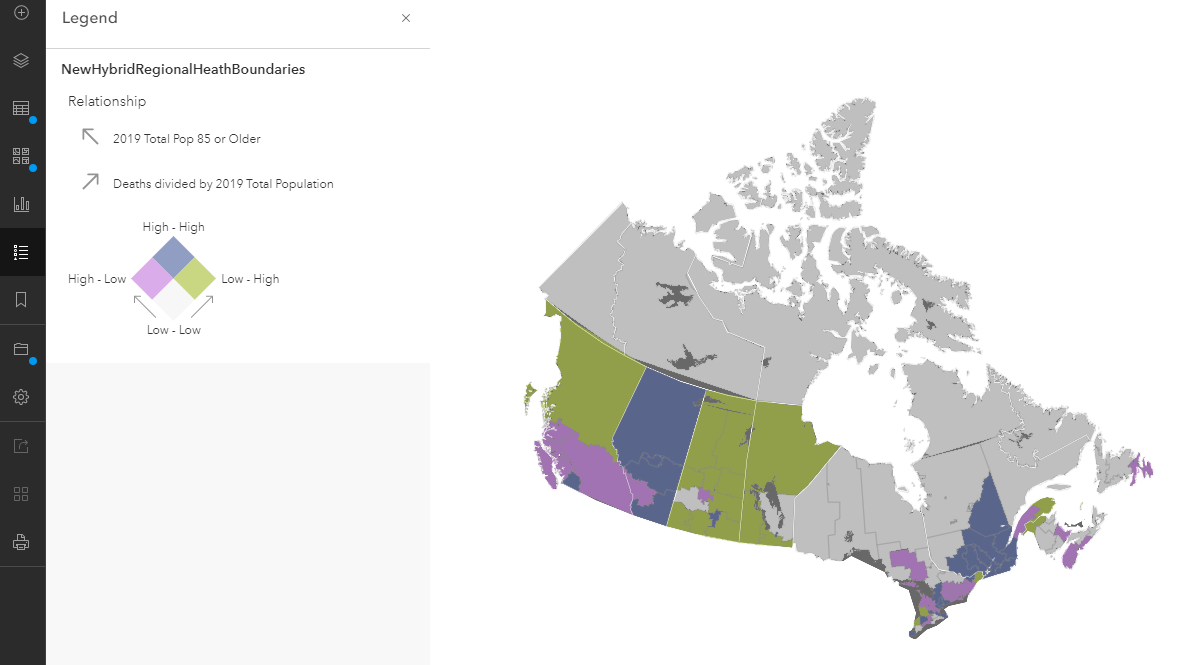 Legend
NewHybridRegionalHeathBoundaries
Relationship
2019 Total Pop 85 or Older
Deaths divided by 2019 Total Population
High - High
High - Low
Low - High
Low - Low